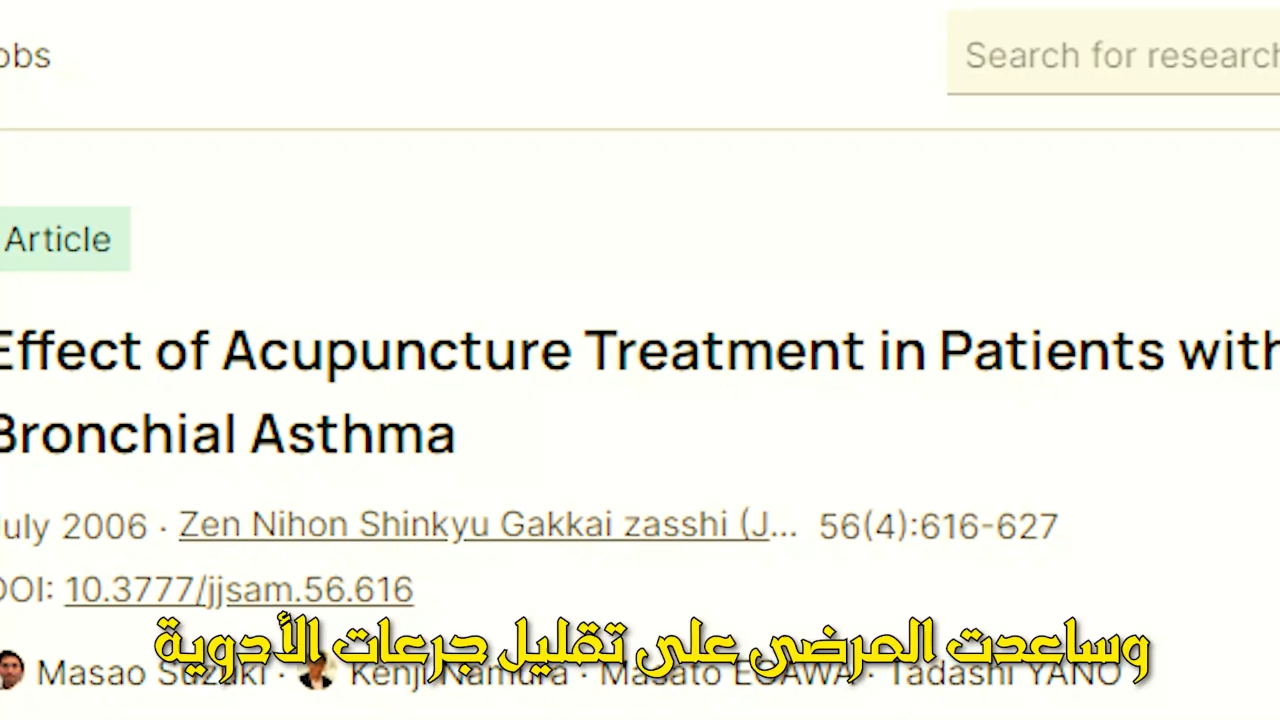 obs
Search for research
Article
Effect of Acupuncture Treatment in Patients with
Bronchial Asthma
July 2006 · Zen Nihon Shinkyu Gakkai zasshi (J... 56(4):616-627
DOI: 10.3777/jjsam.56.616
وساعدت المرضى على تقليل جرعات الأدوية
Masao Suzuki · Kenji Namura · Masato EGAWA · Tadashi YANO